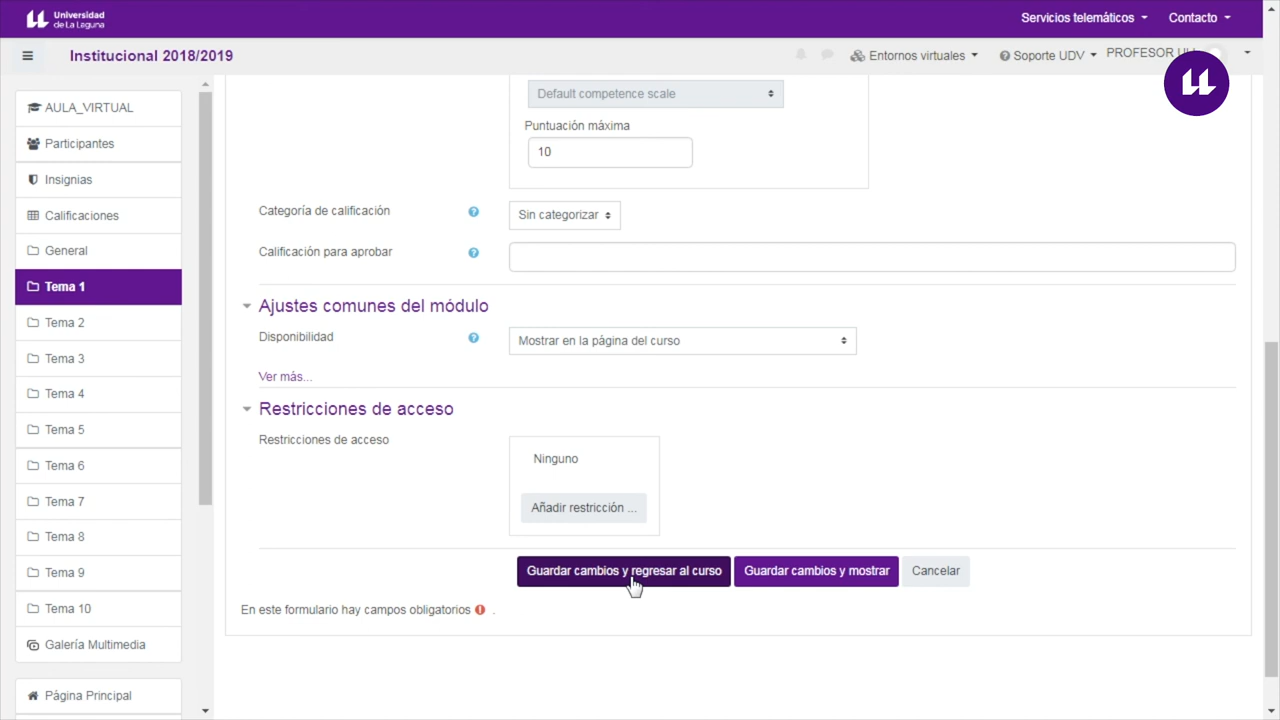 Universidad
de La Laguna
Servicios telemáticos
Contacto
Institucional 2018/2019
Entornos virtuales
Soporte UDV
PROFESOR
AULA_VIRTUAL
Participantes
Insignias
Calificaciones
General
Tema 1
Tema 2
Tema 3
Tema 4
Tema 5
Tema 6
Tema 7
Tema 8
Tema 9
Tema 10
Galería Multimedia
Página Principal
Default competence scale
Puntuación máxima
10
Categoría de calificación
Sin categorizar
Calificación para aprobar
Ajustes comunes del módulo
Disponibilidad
Mostrar en la página del curso
Ver más...
Restricciones de acceso
Restricciones de acceso
Ninguno
Añadir restricción ...
Guardar cambios y regresar al curso
Guardar cambios y mostrar
Cancelar
En este formulario hay campos obligatorios .